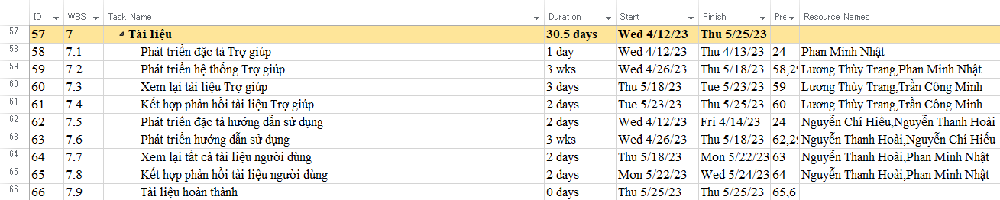 ID WBS Task Name Duration Start Finish Pre Resource Names
57 57 7 Tài liệu 30.5 days Wed 4/12/23 Thu 5/25/23
58 58 7.1 Phát triển đặc tả Trợ giúp 1 day Wed 4/12/23 Thu 4/13/23 24 Phan Minh Nhật
59 59 7.2 Phát triển hệ thống Trợ giúp 3 wks Wed 4/26/23 Thu 5/18/23 58,29 Lương Thùy Trang,Phan Minh Nhật
60 60 7.3 Xem lại tài liệu Trợ giúp 3 days Thu 5/18/23 Tue 5/23/23 59 Lương Thùy Trang,Trần Công Minh
61 61 7.4 Kết hợp phản hồi tài liệu Trợ giúp 2 days Tue 5/23/23 Thu 5/25/23 60 Lương Thùy Trang,Trần Công Minh
62 62 7.5 Phát triển đặc tả hướng dẫn sử dụng 2 days Wed 4/12/23 Fri 4/14/23 24 Nguyễn Chí Hiếu,Nguyễn Thanh Hoài
63 63 7.6 Phát triển hướng dẫn sử dụng 3 wks Wed 4/26/23 Thu 5/18/23 62,29 Nguyễn Thanh Hoài,Nguyễn Chí Hiếu
64 64 7.7 Xem lại tất cả tài liệu người dùng 2 days Thu 5/18/23 Mon 5/22/23 63 Nguyễn Thanh Hoài,Phan Minh Nhật
65 65 7.8 Kết hợp phản hồi tài liệu người dùng 2 days Mon 5/22/23 Wed 5/24/23 64 Nguyễn Thanh Hoài,Phan Minh Nhật
66 66 7.9 Tài liệu hoàn thành 0 days Thu 5/25/23 Thu 5/25/23 65,6